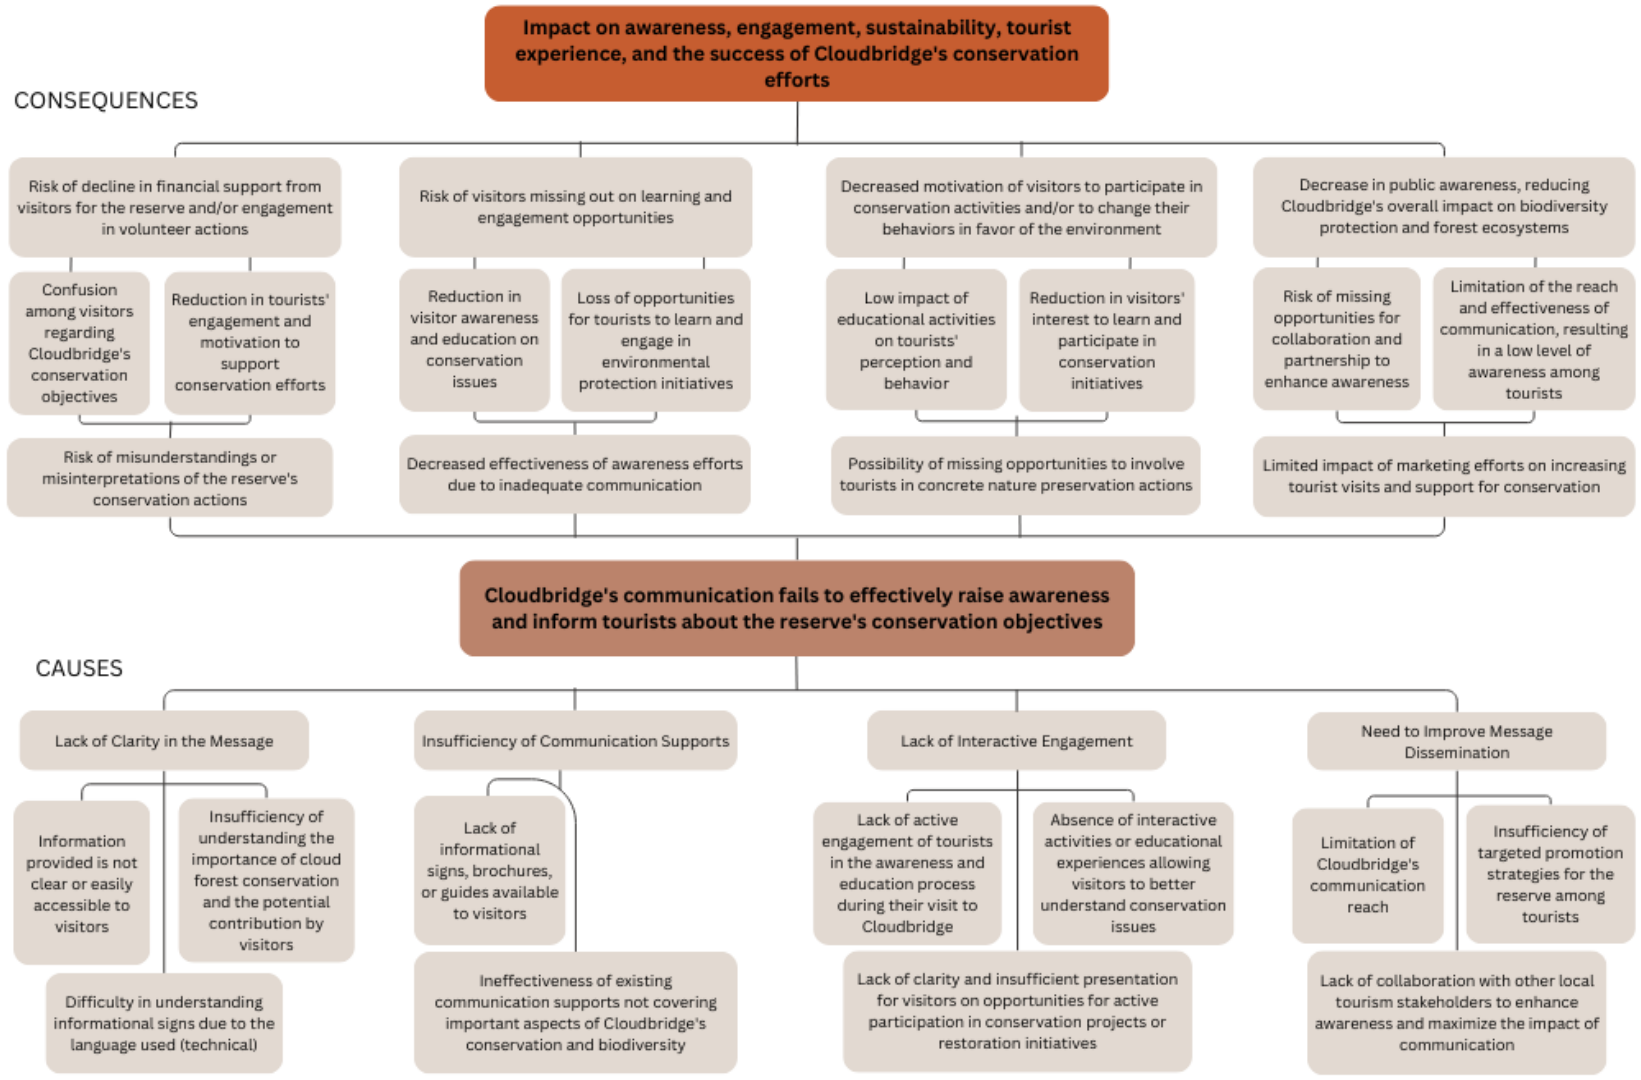 Impact on awareness, engagement, sustainability, tourist
experience, and the success of Cloudbridge's conservation
efforts
CONSEQUENCES
Risk of decline in financial support from
visitors for the reserve and/or engagement
in volunteer actions
Risk of visitors missing out on learning and
engagement opportunities
Decreased motivation of visitors to participate in
conservation activities and/or to change their
behaviors in favor of the environment
Decrease in public awareness, reducing
Cloudbridge's overall impact on biodiversity
protection and forest ecosystems
Confusion
among visitors
regarding
Cloudbridge's
conservation
objectives
Reduction in tourists'
engagement and
motivation to
support
conservation efforts
Reduction in
visitor awareness
and education on
conservation
issues
Loss of opportunities
for tourists to learn and
engage in
environmental
protection initiatives
Low impact of
educational activities
on tourists'
perception and
behavior
Reduction in visitors'
interest to learn and
participate in
conservation
initiatives
Risk of missing
opportunities for
collaboration and
partnership to
enhance awareness
Limitation of the reach
and effectiveness of
communication, resulting
in a low level of
awareness among
tourists
Risk of misunderstandings or
misinterpretations of the reserve's
conservation actions
Decreased effectiveness of awareness efforts
due to inadequate communication
Possibility of missing opportunities to involve
tourists in concrete nature preservation actions
Limited impact of marketing efforts on increasing
tourist visits and support for conservation
Cloudbridge's communication fails to effectively raise awareness
and inform tourists about the reserve's conservation objectives
CAUSES
Lack of Clarity in the Message
Insufficiency of Communication Supports
Lack of Interactive Engagement
Need to Improve Message
Dissemination
Information
provided is not
clear or easily
accessible to
visitors
Insufficiency of
understanding the
importance of cloud
forest conservation
and the potential
contribution by
visitors
Lack of
informational
signs, brochures,
or guides available
to visitors
Lack of active
engagement of tourists
in the awareness and
education process
during their visit to
Cloudbridge
Absence of interactive
activities or educational
experiences allowing
visitors to better
understand conservation
issues
Limitation of
Cloudbridge's
communication
reach
Insufficiency of
targeted promotion
strategies for the
reserve among
tourists
Difficulty in understanding
informational signs due to the
language used (technical)
Ineffectiveness of existing
communication supports not covering
important aspects of Cloudbridge's
conservation and biodiversity
Lack of clarity and insufficient presentation
for visitors on opportunities for active
participation in conservation projects or
restoration initiatives
Lack of collaboration with other local
tourism stakeholders to enhance
awareness and maximize the impact of
communication